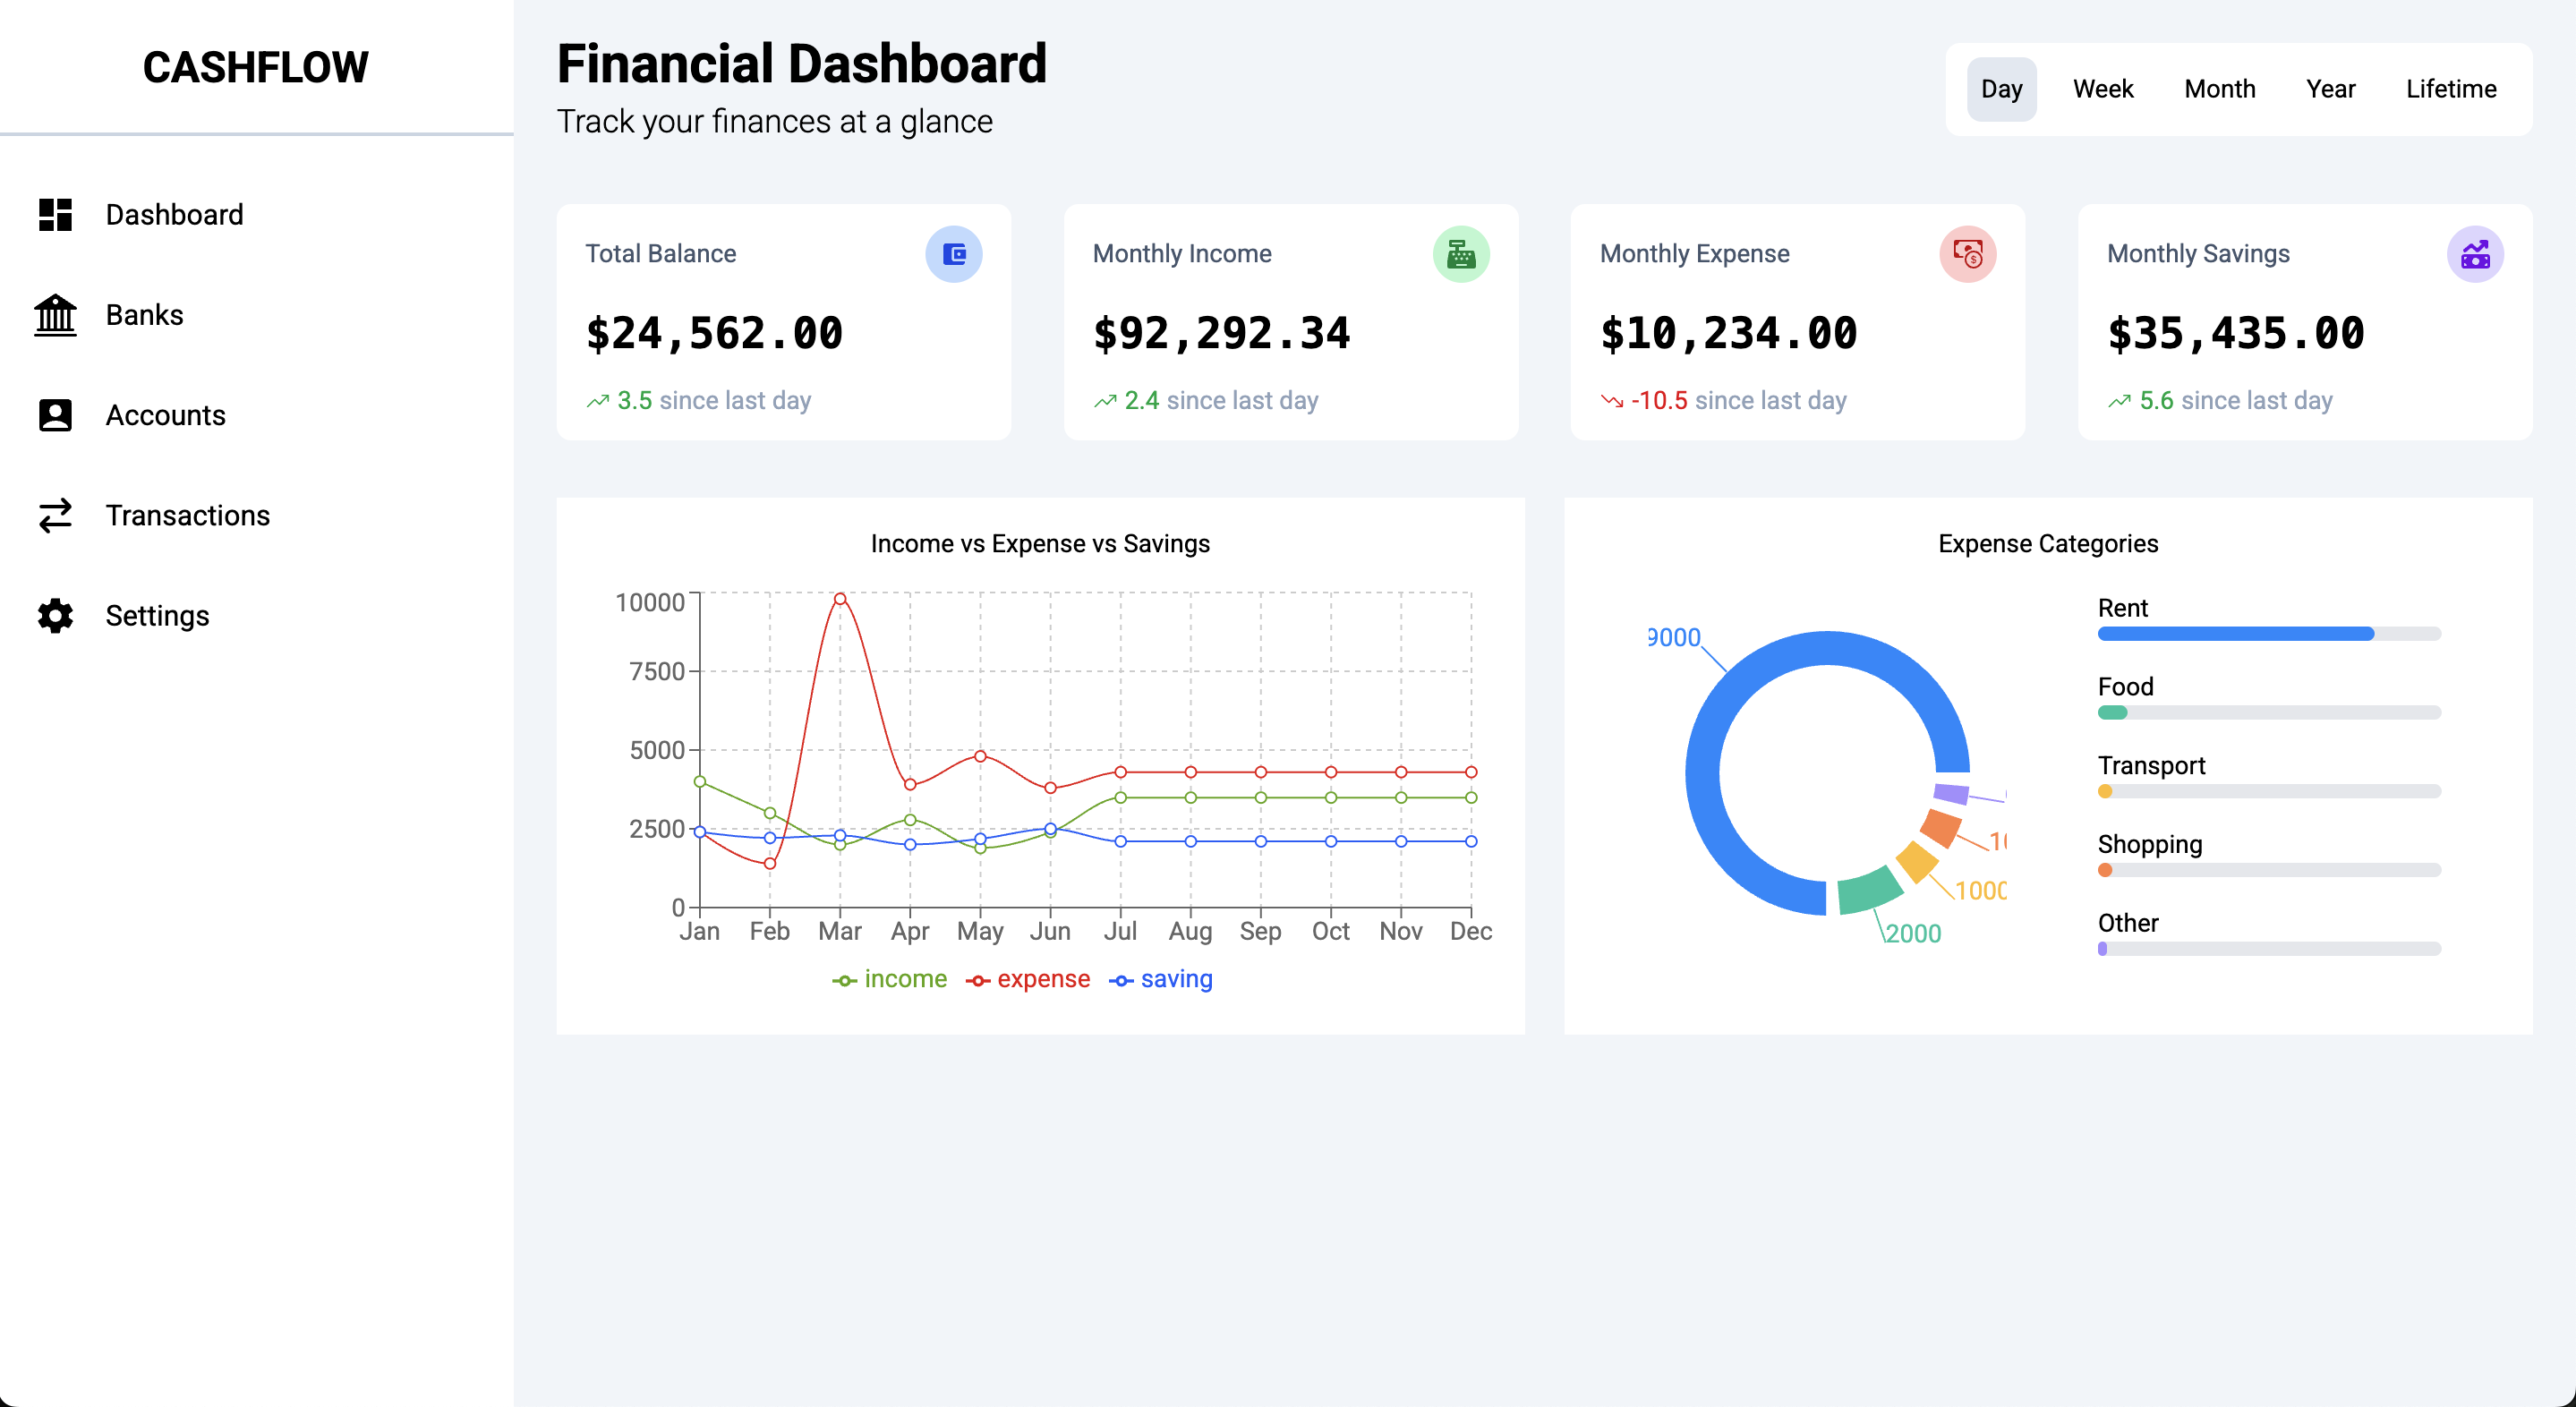 CASHFLOW
Dashboard
Banks
Accounts
Transactions
Settings
Financial Dashboard
Track your finances at a glance
Day Week Month Year Lifetime
Total Balance
$24,562.00
3.5 since last day
Monthly Income
$92,292.34
2.4 since last day
Monthly Expense
$10,234.00
-10.5 since last day
Monthly Savings
$35,435.00
5.6 since last day
Income vs Expense vs Savings
10000
7500
5000
2500
0
Jan Feb Mar Apr May Jun Jul Aug Sep Oct Nov Dec
income expense saving
Expense Categories
9000
2000
1000
Rent
Food
Transport
Shopping
Other